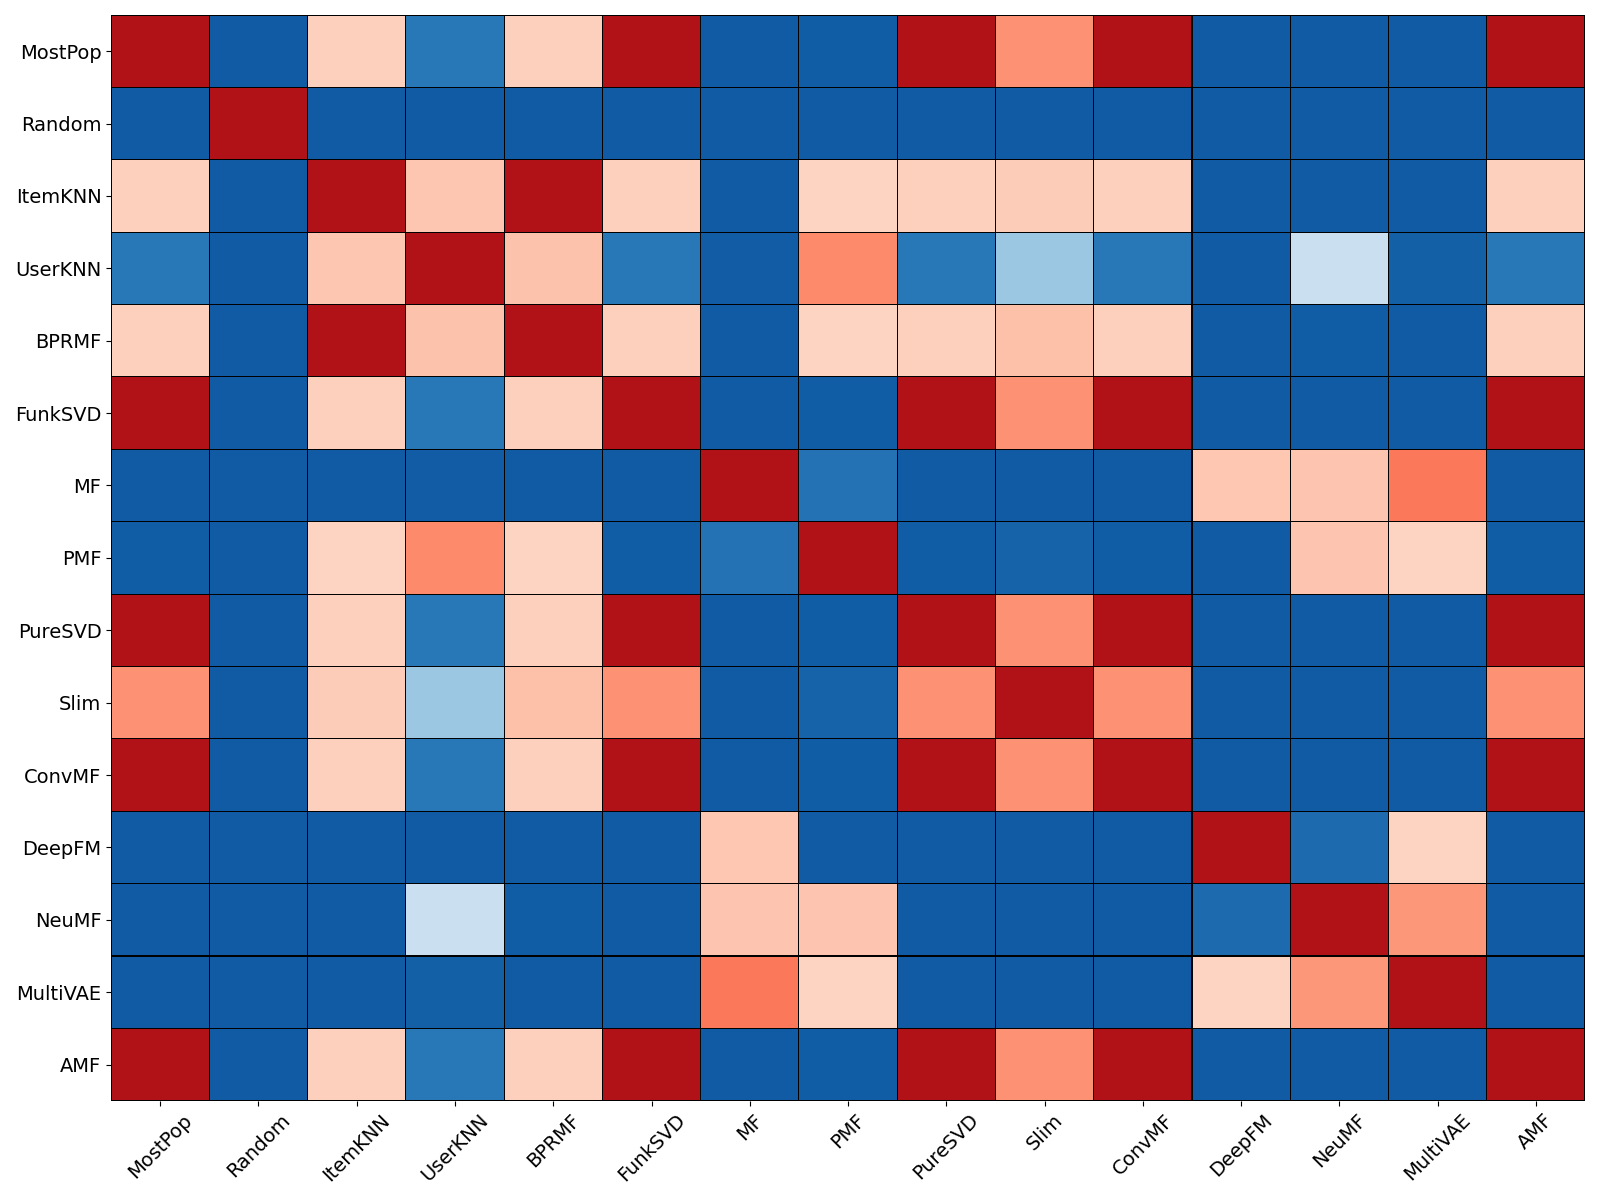 MostPop
Random
ItemKNN
UserKNN
BPRMF
FunkSVD
MF
PMF
PureSVD
Slim
ConvMF
DeepFM
NeuMF
MultiVAE
AMF
MostPop Random ItemKNN UserKNN BPRMF FunkSVD MF PMF PureSVD Slim ConvMF DeepFM NeuMF MultiVAE AMF